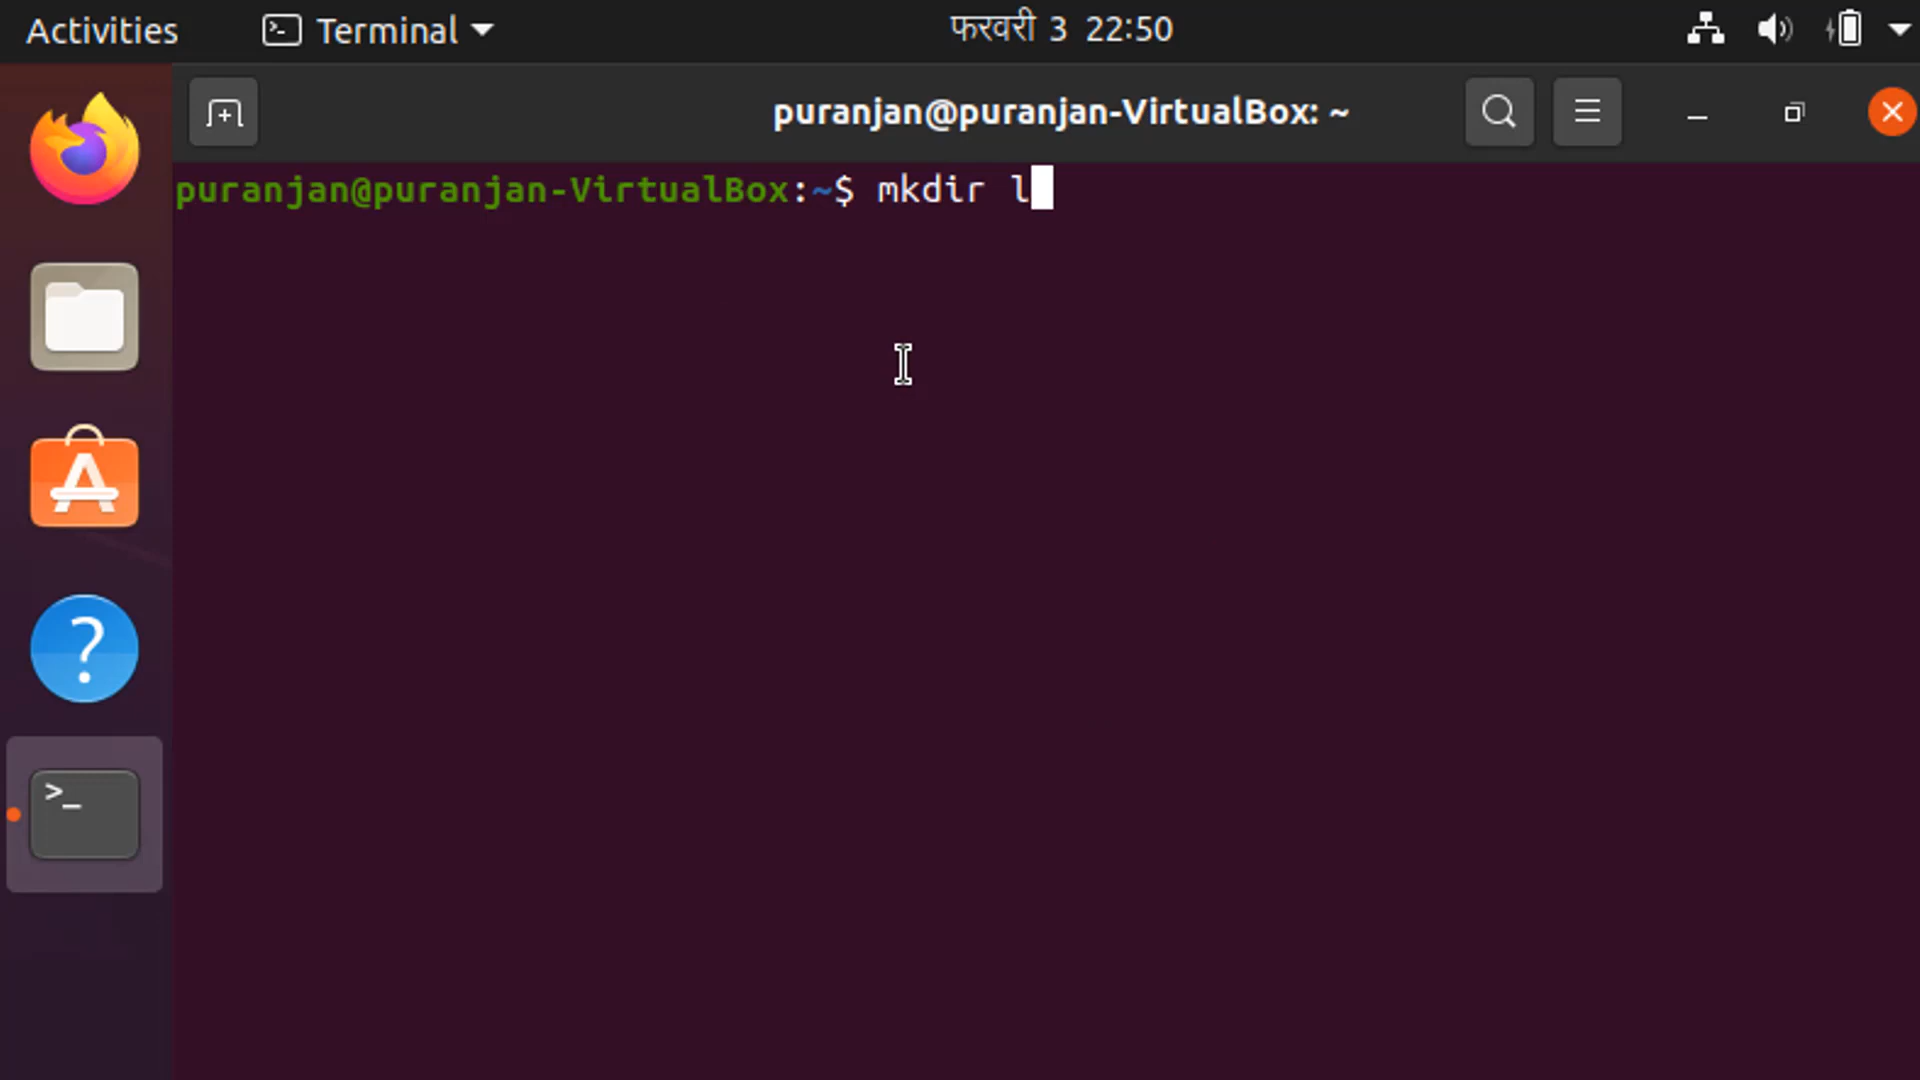 Activities
Terminal
फरवरी 3 22:50
puranjan@puranjan-VirtualBox: ~
puranjan@puranjan-VirtualBox:~$ mkdir l